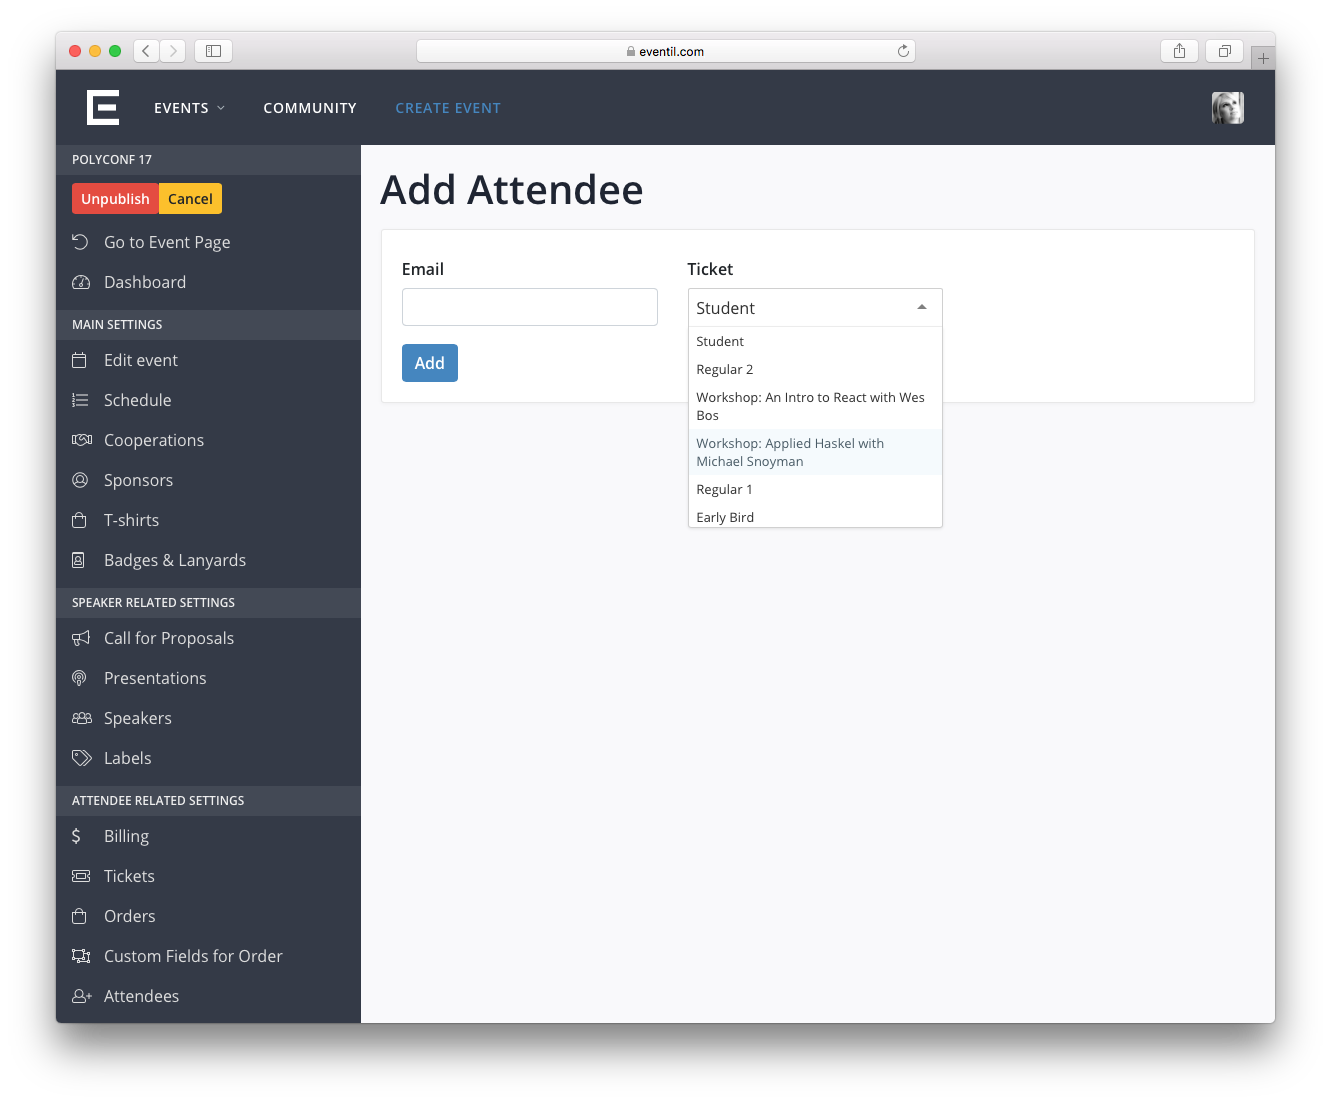 eventil.com
EVENTS
COMMUNITY
CREATE EVENT
POLYCONF 17
Unpublish
Cancel
Go to Event Page
Dashboard
MAIN SETTINGS
Edit event
Schedule
Cooperations
Sponsors
T-shirts
Badges & Lanyards
SPEAKER RELATED SETTINGS
Call for Proposals
Presentations
Speakers
Labels
ATTENDEE RELATED SETTINGS
Billing
Tickets
Orders
Custom Fields for Order
Attendees
Add Attendee
Email
Add
Ticket
Student
Student
Regular 2
Workshop: An Intro to React with Wes
Bos
Workshop: Applied Haskel with
Michael Snoyman
Regular 1
Early Bird